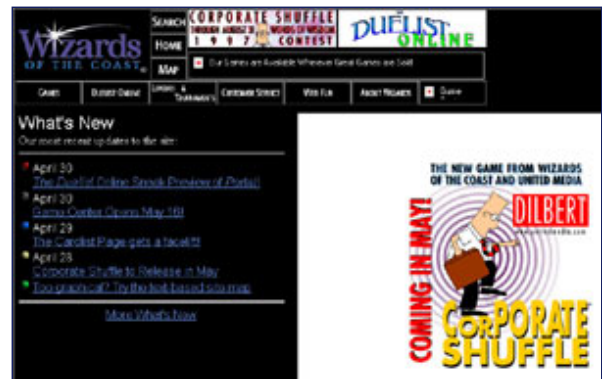 Wizards
OF THE COAST
SEARCH
HOME
MAP
CORPORATE SHUFFLE
1 9 9 7 CONTEST
DUELIST
ONLINE
Our Games are Available Wherever Great Games are Sold!
GAMES
DUELIST ONLINE
TOURNAMENTS
CUSTOMER SERVICE
WEB FUN
ABOUT WIZARDS
What's New
Our most recent updates to the site:
April 30
The Duelist Online Sneak Preview of Portal!
April 30
Game Center Opens May 16!
April 29
The Cardlist Page gets a facelift!
April 28
Corporate Shuffle to Release in May
Too graphical? Try the text-based site map
More What's New
THE NEW GAME FROM WIZARDS
OF THE COAST AND UNITED MEDIA
DILBERT
COMING IN MAY!
CORPORATE
SHUFFLE